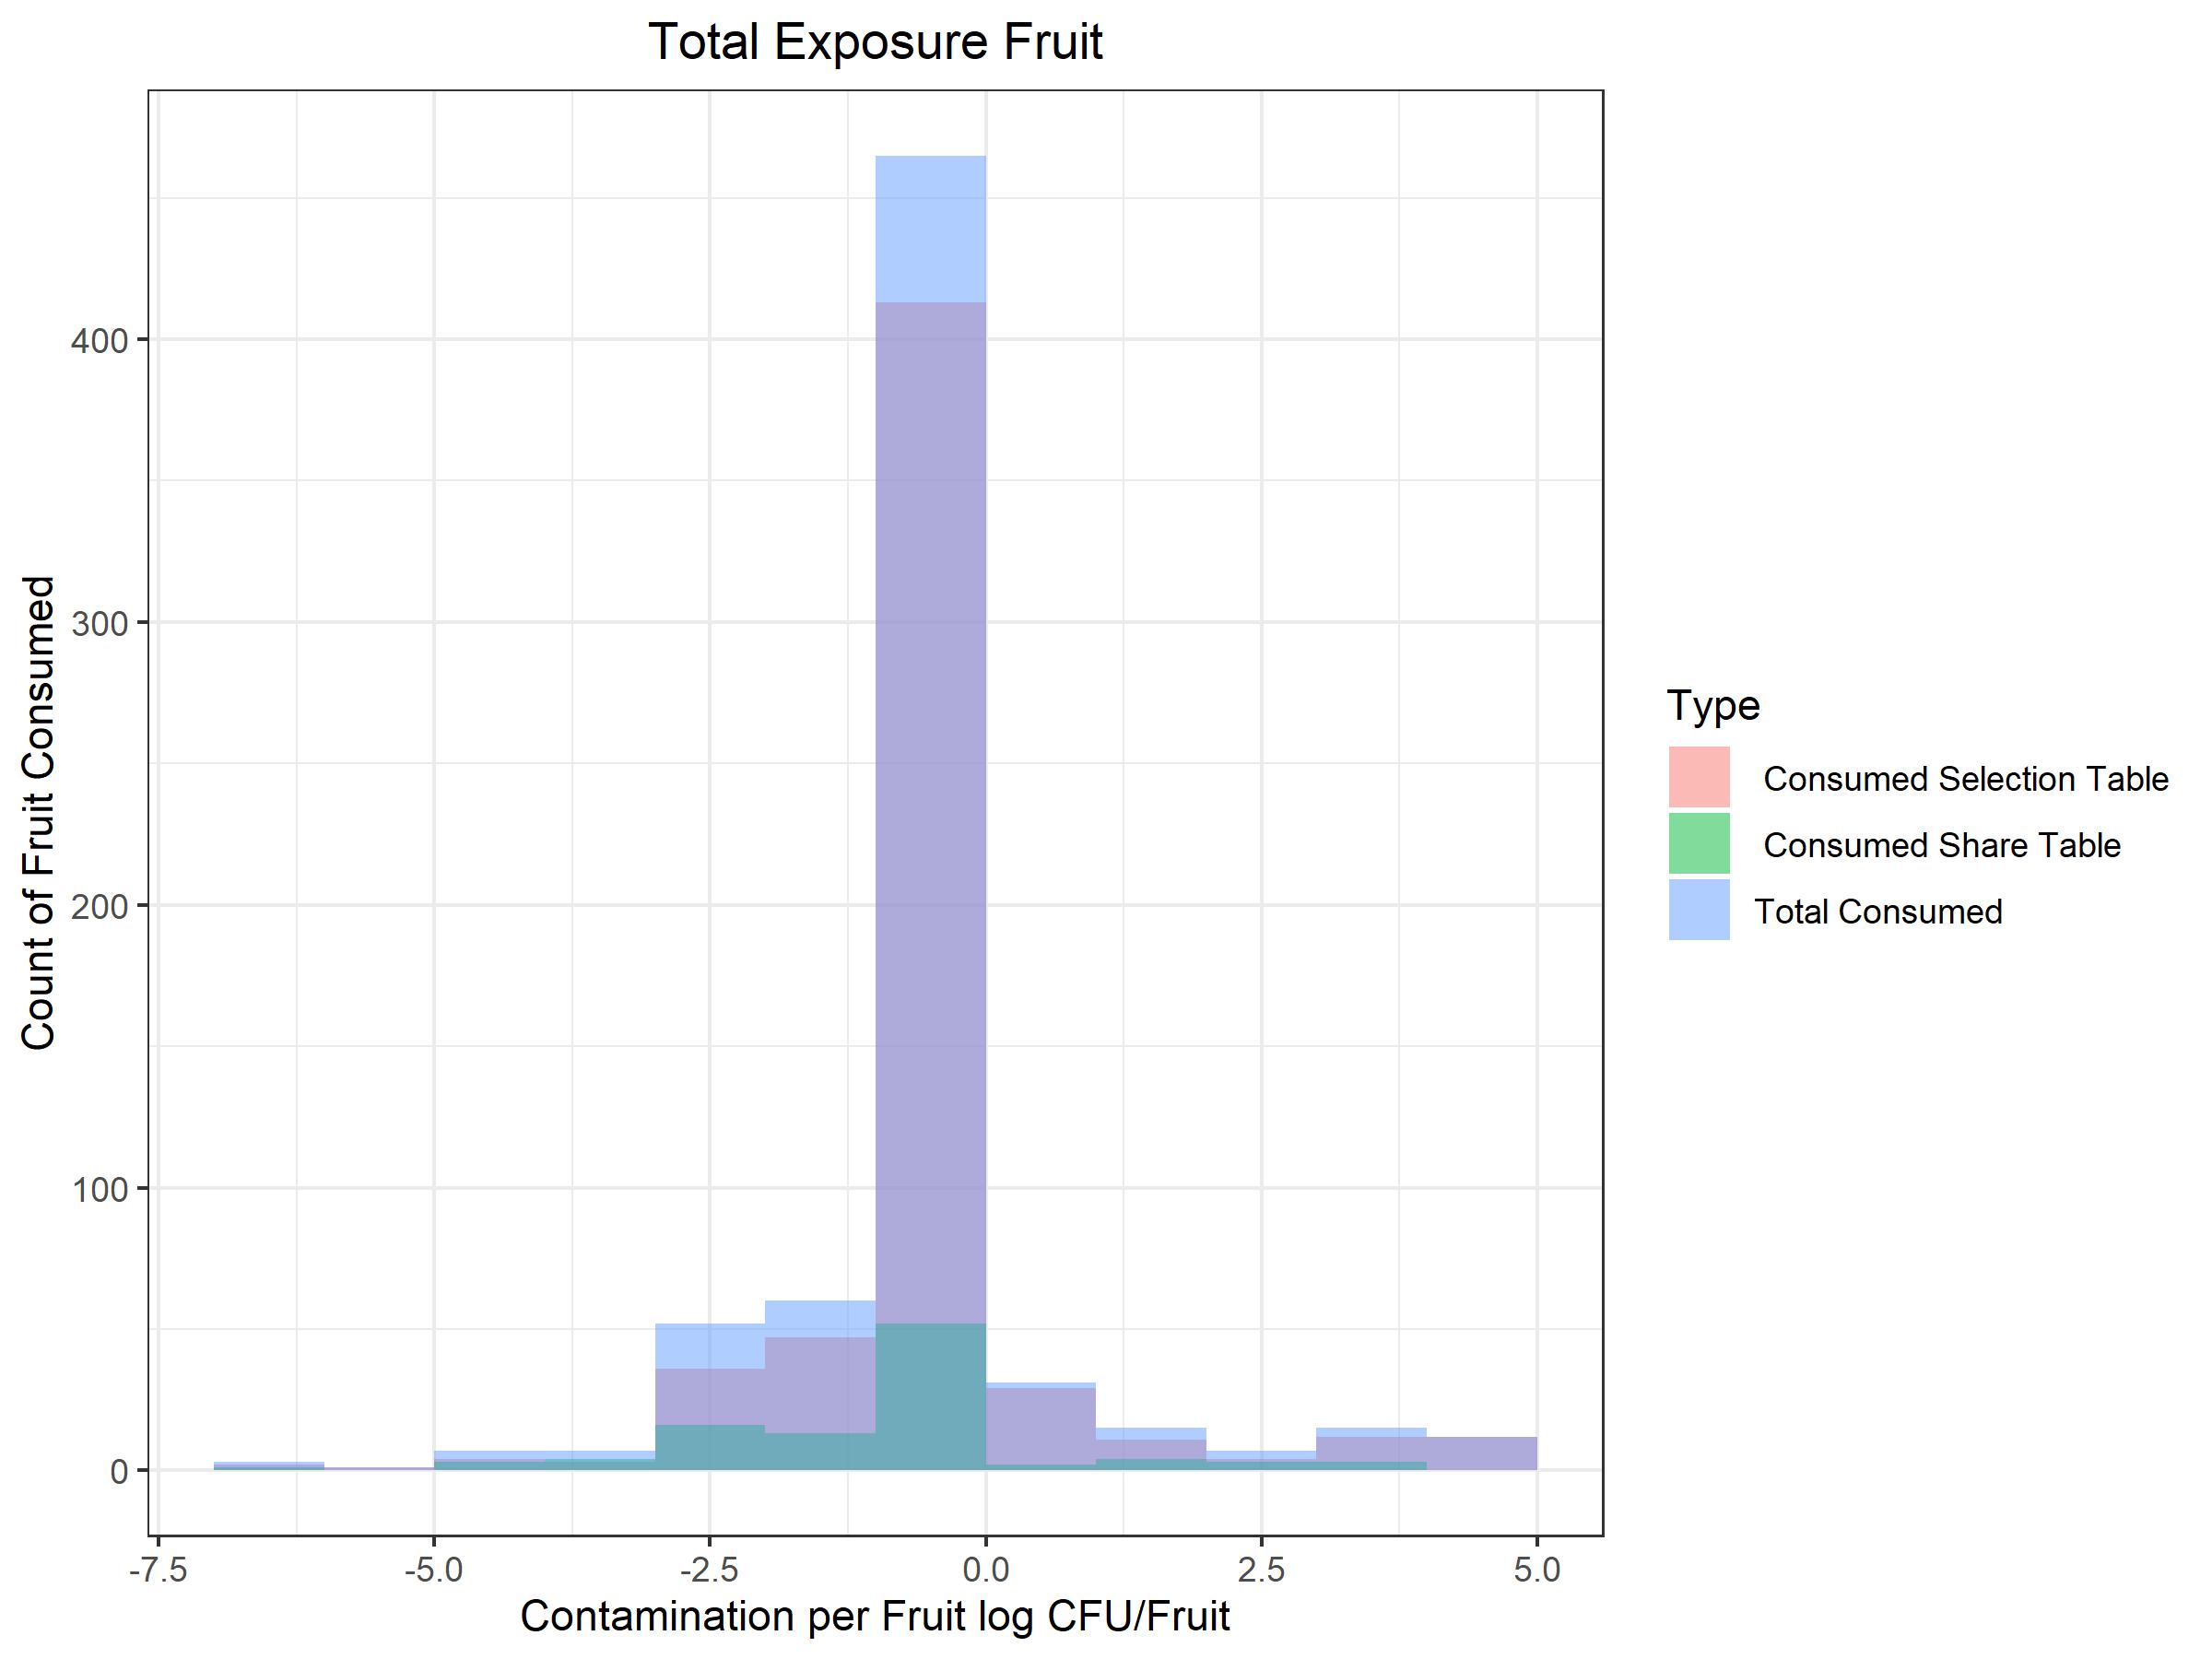 Total Exposure Fruit
Count of Fruit Consumed
400
300
200
100
0
-7.5
-5.0
-2.5
0.0
2.5
5.0
Contamination per Fruit log CFU/Fruit
Type
Consumed Selection Table
Consumed Share Table
Total Consumed